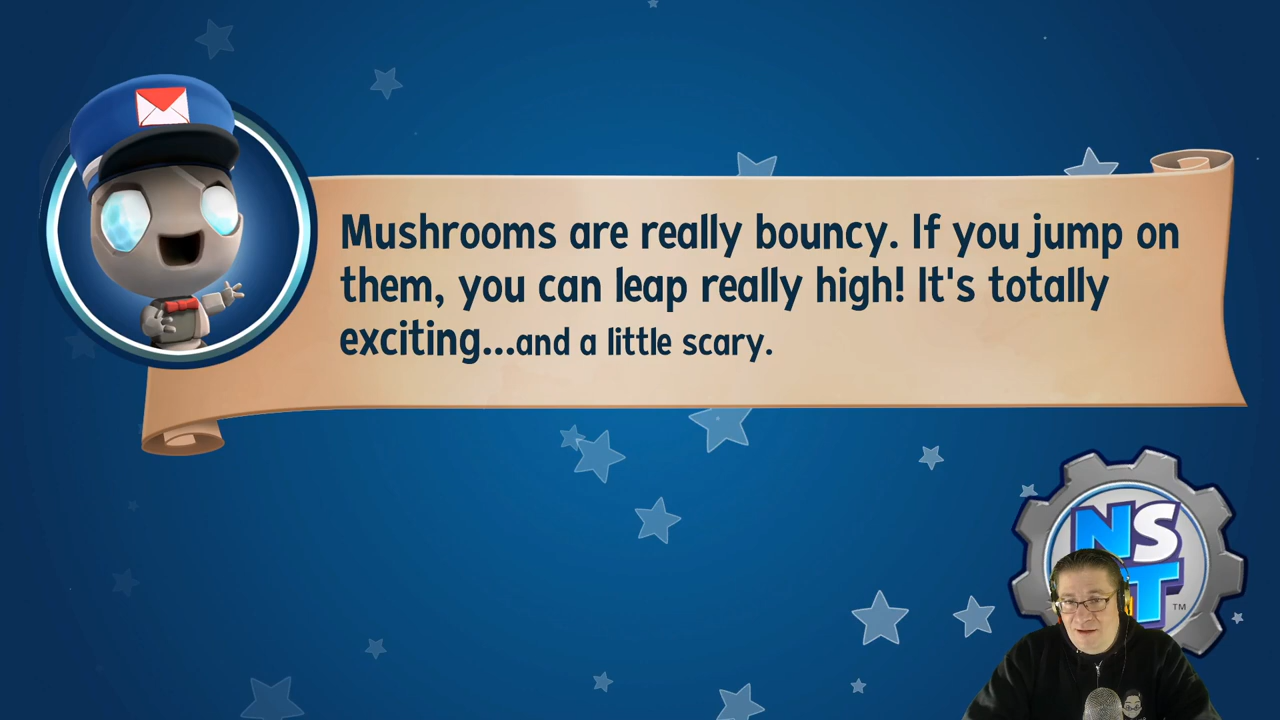 Mushrooms are really bouncy. If you jump on
them, you can leap really high! It's totally
exciting...and a little scary.
NS
T
TM